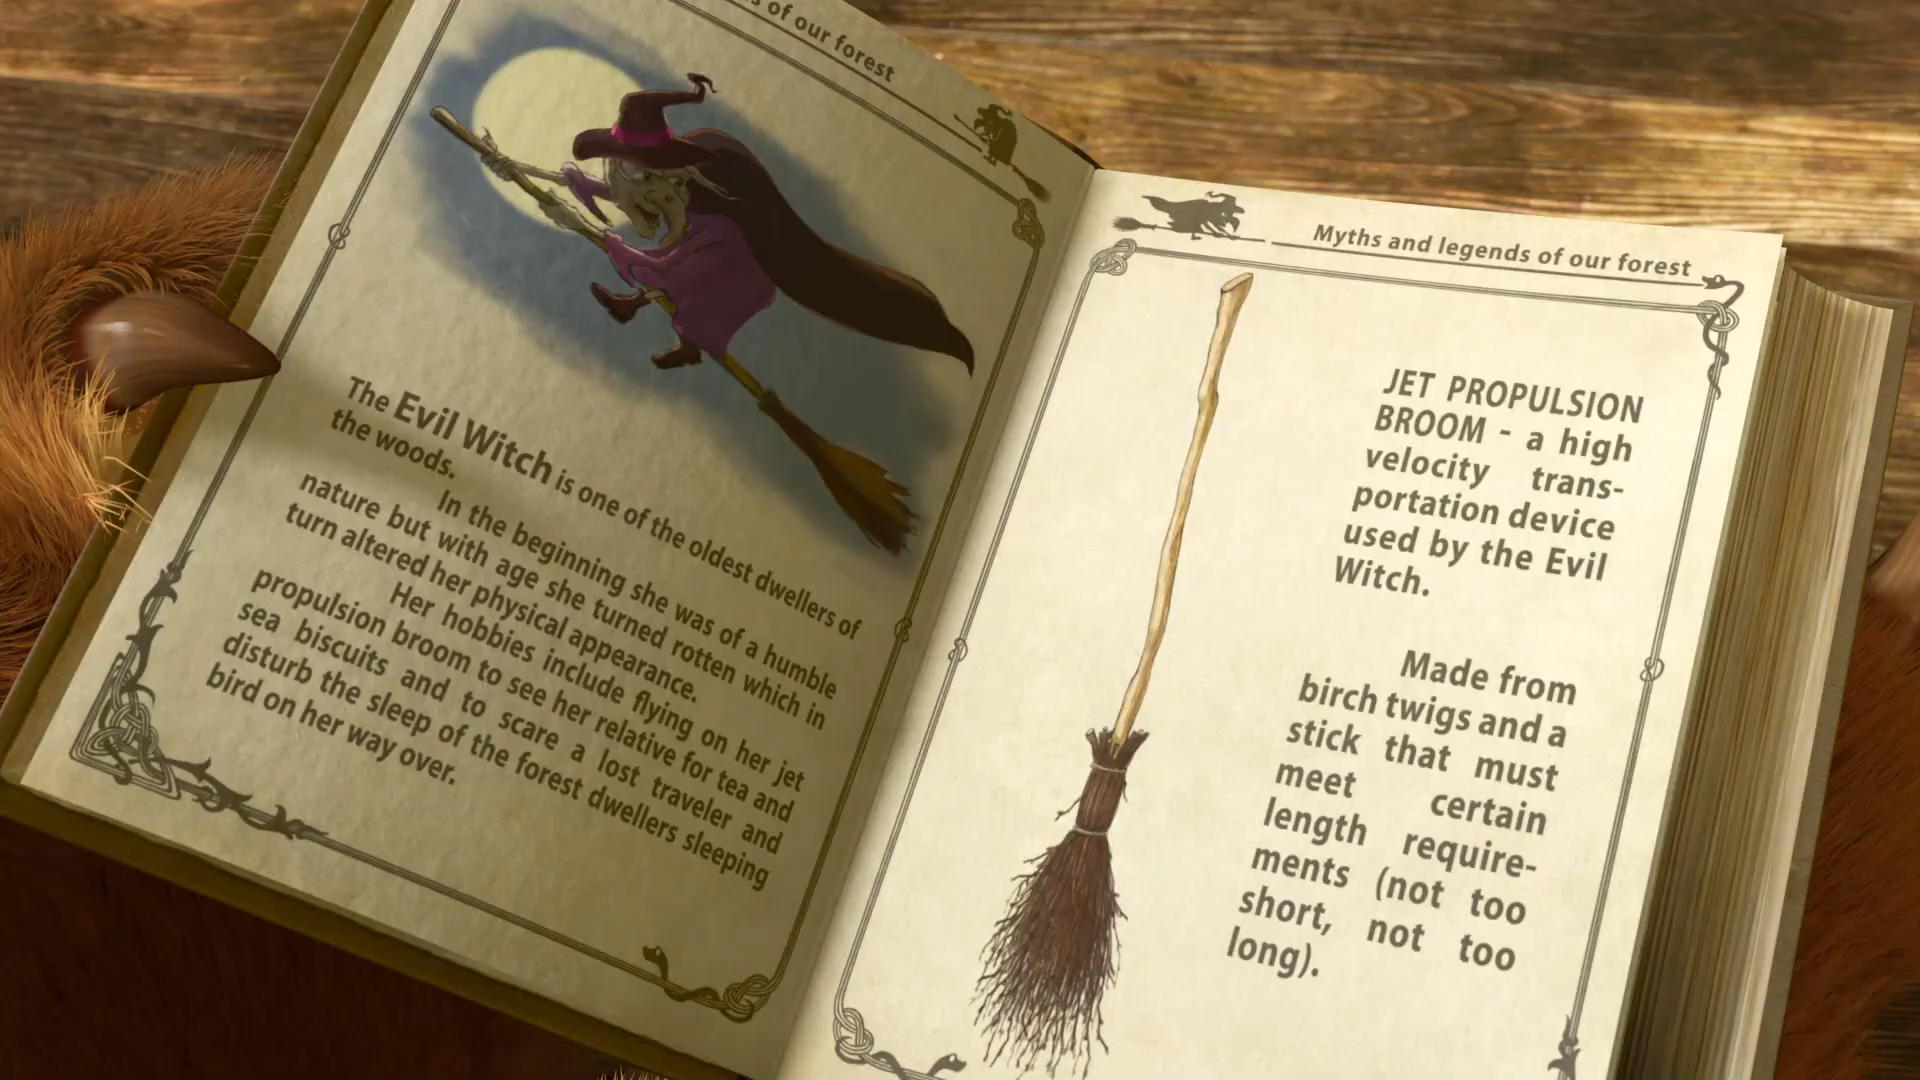 s of our forest
The Evil Witch is one of the oldest dwellers of
the woods.
In the beginning she was of a humble
nature but with age she turned rotten which in
turn altered her physical appearance.
Her hobbies include flying on her jet
propulsion broom to see her relative for tea and
sea biscuits and to scare a lost traveler and
disturb the sleep of the forest dwellers sleeping
bird on her way over.
Myths and legends of our forest
JET PROPULSION
BROOM - a high
velocity trans-
portation device
used by the Evil
Witch.
Made from
birch twigs and a
stick that must
meet certain
length require-
ments (not too
short, not too
long).